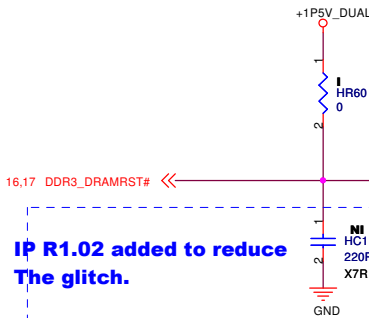 +1P5V_DUAL
1
I
HR60
0
2
16,17 DDR3_DRAMRST#
1
NI
HC1
220P
2
X7R
IP R1.02 added to reduce
The glitch.
GND